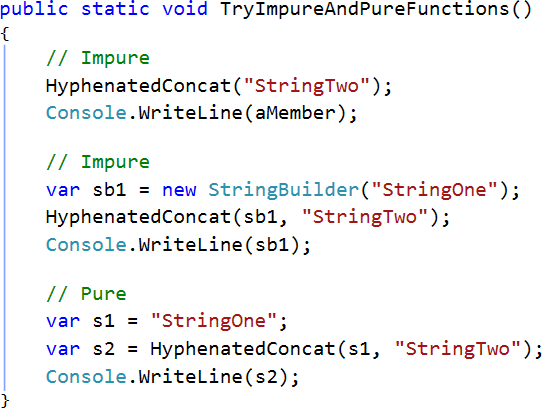 public static void TryImpureAndPureFunctions()
{
    // Impure
    HyphenatedConcat("StringTwo");
    Console.WriteLine(aMember);

    // Impure
    var sb1 = new StringBuilder("StringOne");
    HyphenatedConcat(sb1, "StringTwo");
    Console.WriteLine(sb1);

    // Pure
    var s1 = "StringOne";
    var s2 = HyphenatedConcat(s1, "StringTwo");
    Console.WriteLine(s2);
}